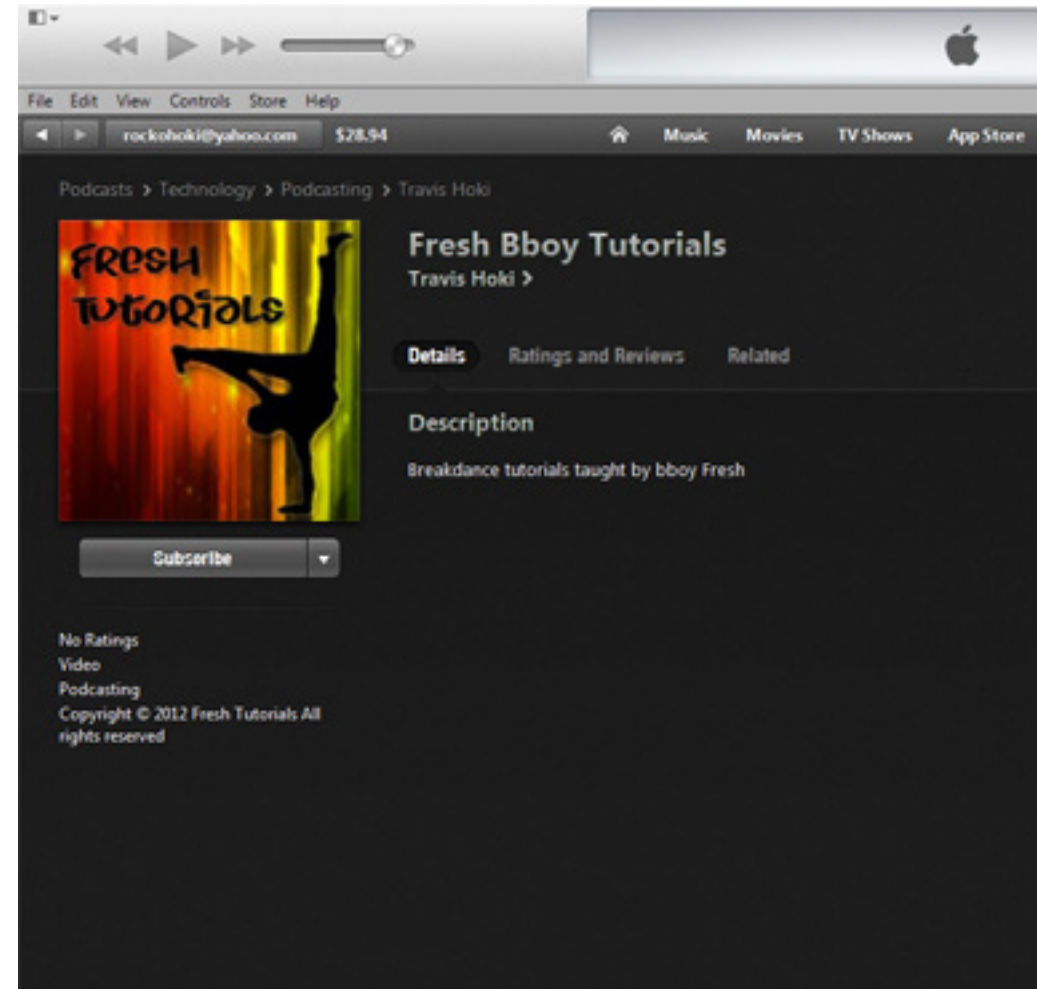 File Edit View Controls Store Help
rockohoki@yahoo.com $28.94 Music Movies TV Shows App Store
Podcasts > Technology > Podcasting > Travis Hoki
FRESH
TUTORIALS
Fresh Bboy Tutorials
Travis Hoki >
Details Ratings and Reviews Related
Description
Breakdance tutorials taught by bboy Fresh
Subscribe
No Ratings
Video
Podcasting
Copyright © 2012 Fresh Tutorials All
rights reserved